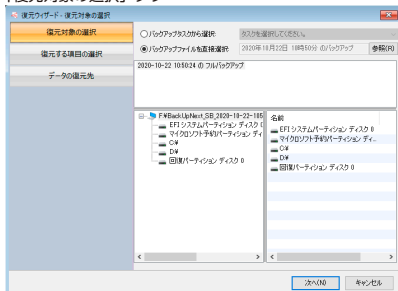 復元ウィザード - 復元対象の選択
復元対象の選択
復元する項目の選択
データの復元先
バックアップタスクから選択:
タスクを選択してください。
バックアップファイルを直接選択:
2020年10月22日 10時50分 のバックアップ
参照(R)
2020-10-22 10:50:24 の フルバックアップ
F:¥BackUpNext_SB_2020-10-22-105
EFI システムパーティション ディスク 0
マイクロソフト予約パーティション ディ
C:¥
D:¥
回復パーティション ディスク 0
名前
EFI システムパーティション ディスク 0
マイクロソフト予約パーティション ディ...
C:¥
D:¥
回復パーティション ディスク 0
次へ(N)
キャンセル